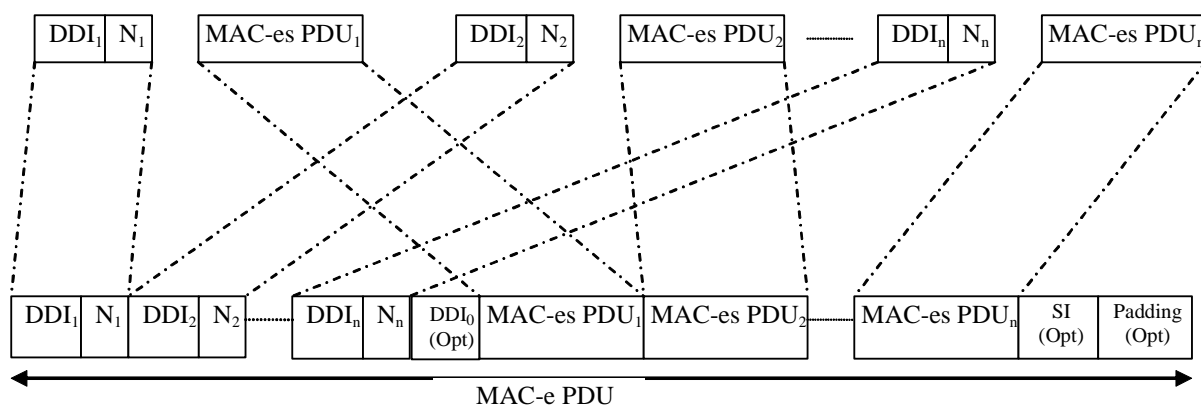 DDI₁ N₁ MAC-es PDU₁ DDI₂ N₂ MAC-es PDU₂ DDIₙ Nₙ MAC-es PDUₙ
DDI₁ N₁ DDI₂ N₂ DDIₙ Nₙ DDI₀ (Opt) MAC-es PDU₁ MAC-es PDU₂ MAC-es PDUₙ SI (Opt) Padding (Opt)
MAC-e PDU